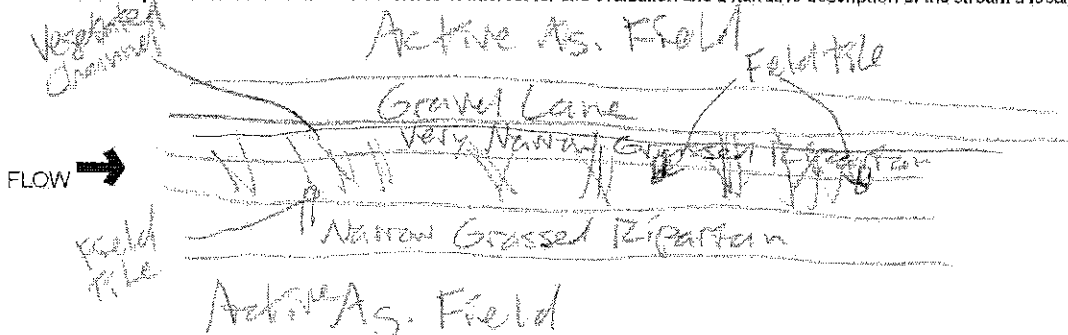 Active Ag. Field
Vegetated
Channel
Field tile
Gravel Lane
Very Narrow Grassed Riparian
FLOW
Narrow Grassed Riparian
Field
tile
Active Ag. Field